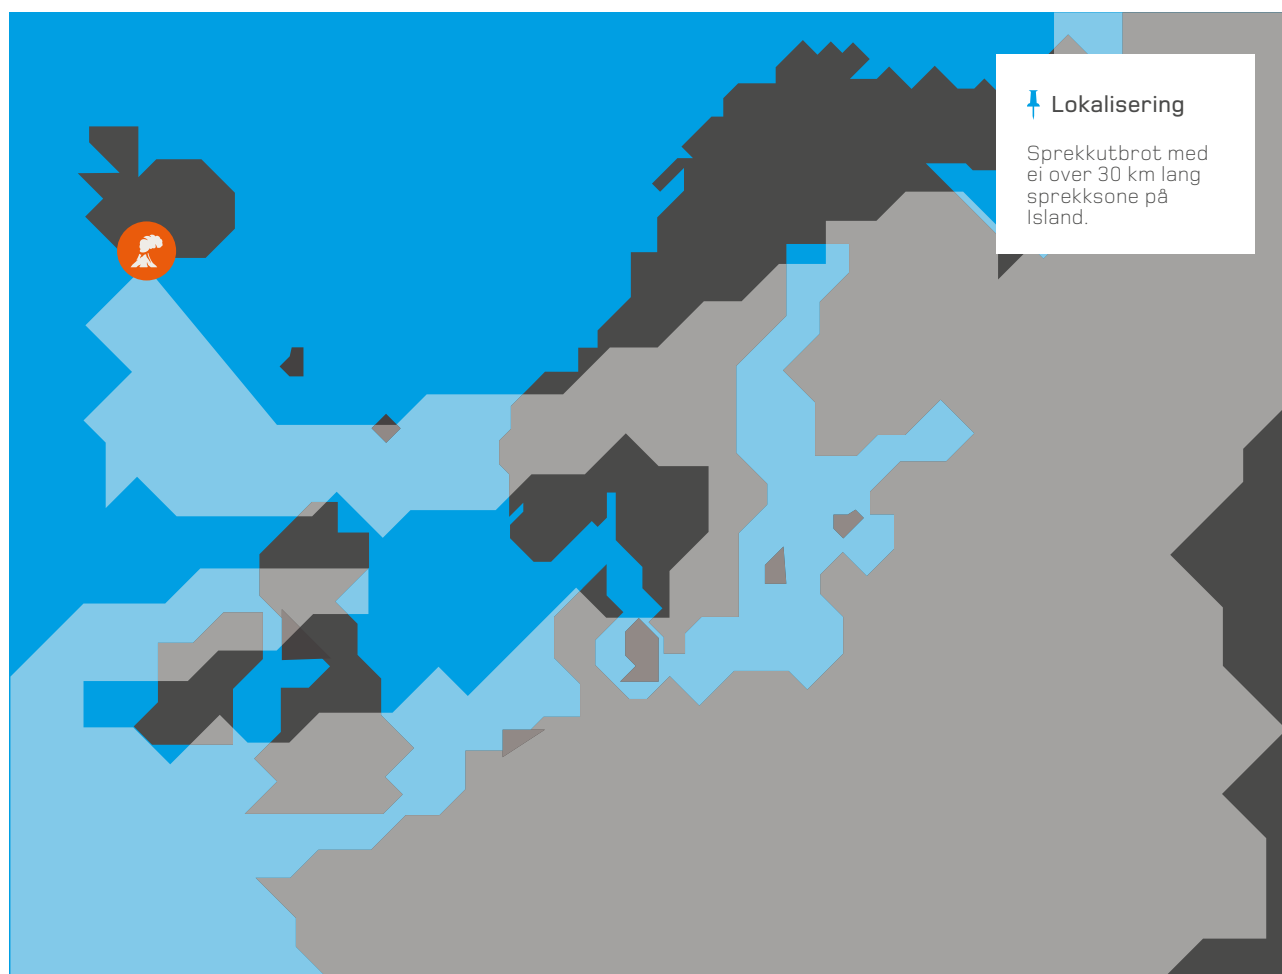 Lokalisering
Sprekkutbrot med
ei over 30 km lang
sprekksone på
Island.